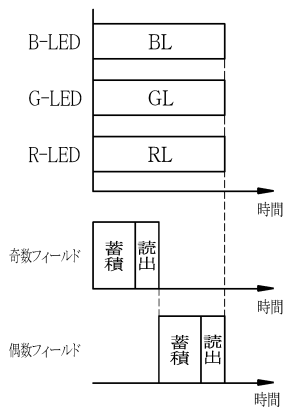 B-LED BL
G-LED GL
R-LED RL
時間
奇数フィールド 蓄積 読出
時間
偶数フィールド 蓄積 読出
時間